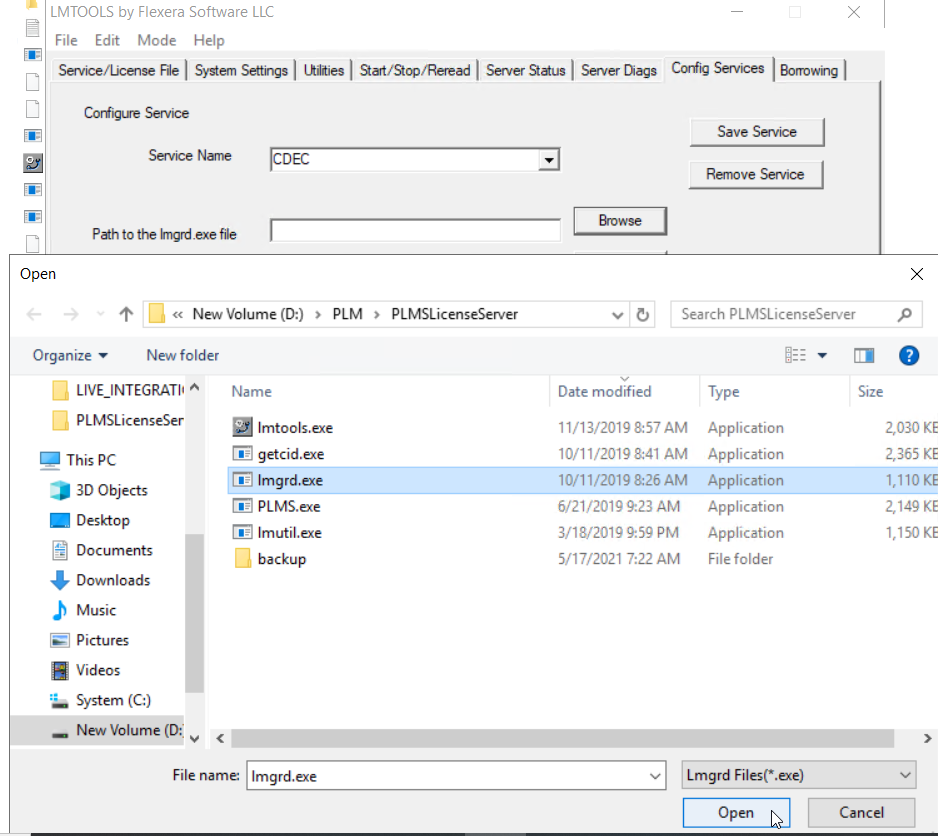 LMTOOLS by Flexera Software LLC
File Edit Mode Help
Service/License File System Settings Utilities Start/Stop/Reread Server Status Server Diags Config Services Borrowing
Configure Service
Save Service
Service Name CDEC
Remove Service
Browse
Path to the lmgrd.exe file
Open
« New Volume (D:) › PLM › PLMSLicenseServer Search PLMSLicenseServer
Organize New folder
Name Date modified Type Size
LIVE_INTEGRATI
PLMSLicenseSer
This PC
3D Objects
Desktop
Documents
Downloads
Music
Pictures
Videos
System (C:)
New Volume (D:
lmtools.exe 11/13/2019 8:57 AM Application 2,030 KB
getcid.exe 10/11/2019 8:41 AM Application 2,365 KB
lmgrd.exe 10/11/2019 8:26 AM Application 1,110 KB
PLMS.exe 6/21/2019 9:23 AM Application 2,149 KB
lmutil.exe 3/18/2019 9:59 PM Application 1,150 KB
backup 5/17/2021 7:22 AM File folder
File name: lmgrd.exe Lmgrd Files(*.exe)
Open Cancel